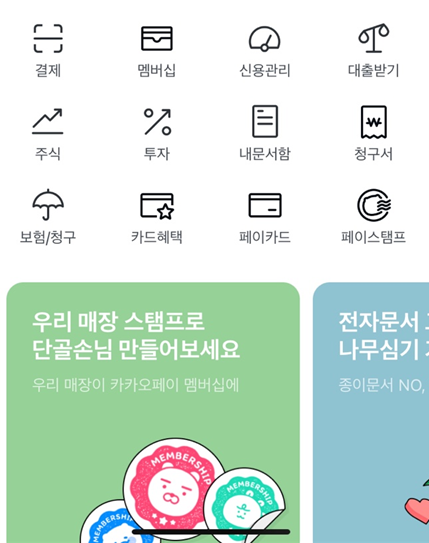 결제
멤버십
신용관리
대출받기
주식
투자
내문서함
청구서
보험/청구
카드혜택
페이카드
페이스탬프
우리 매장 스탬프로
단골손님 만들어보세요
우리 매장이 카카오페이 멤버십에
MEMBERSHIP
MEMBERSHIP
MEMBERSHIP
전자문서
나무심기
종이문서 NO,